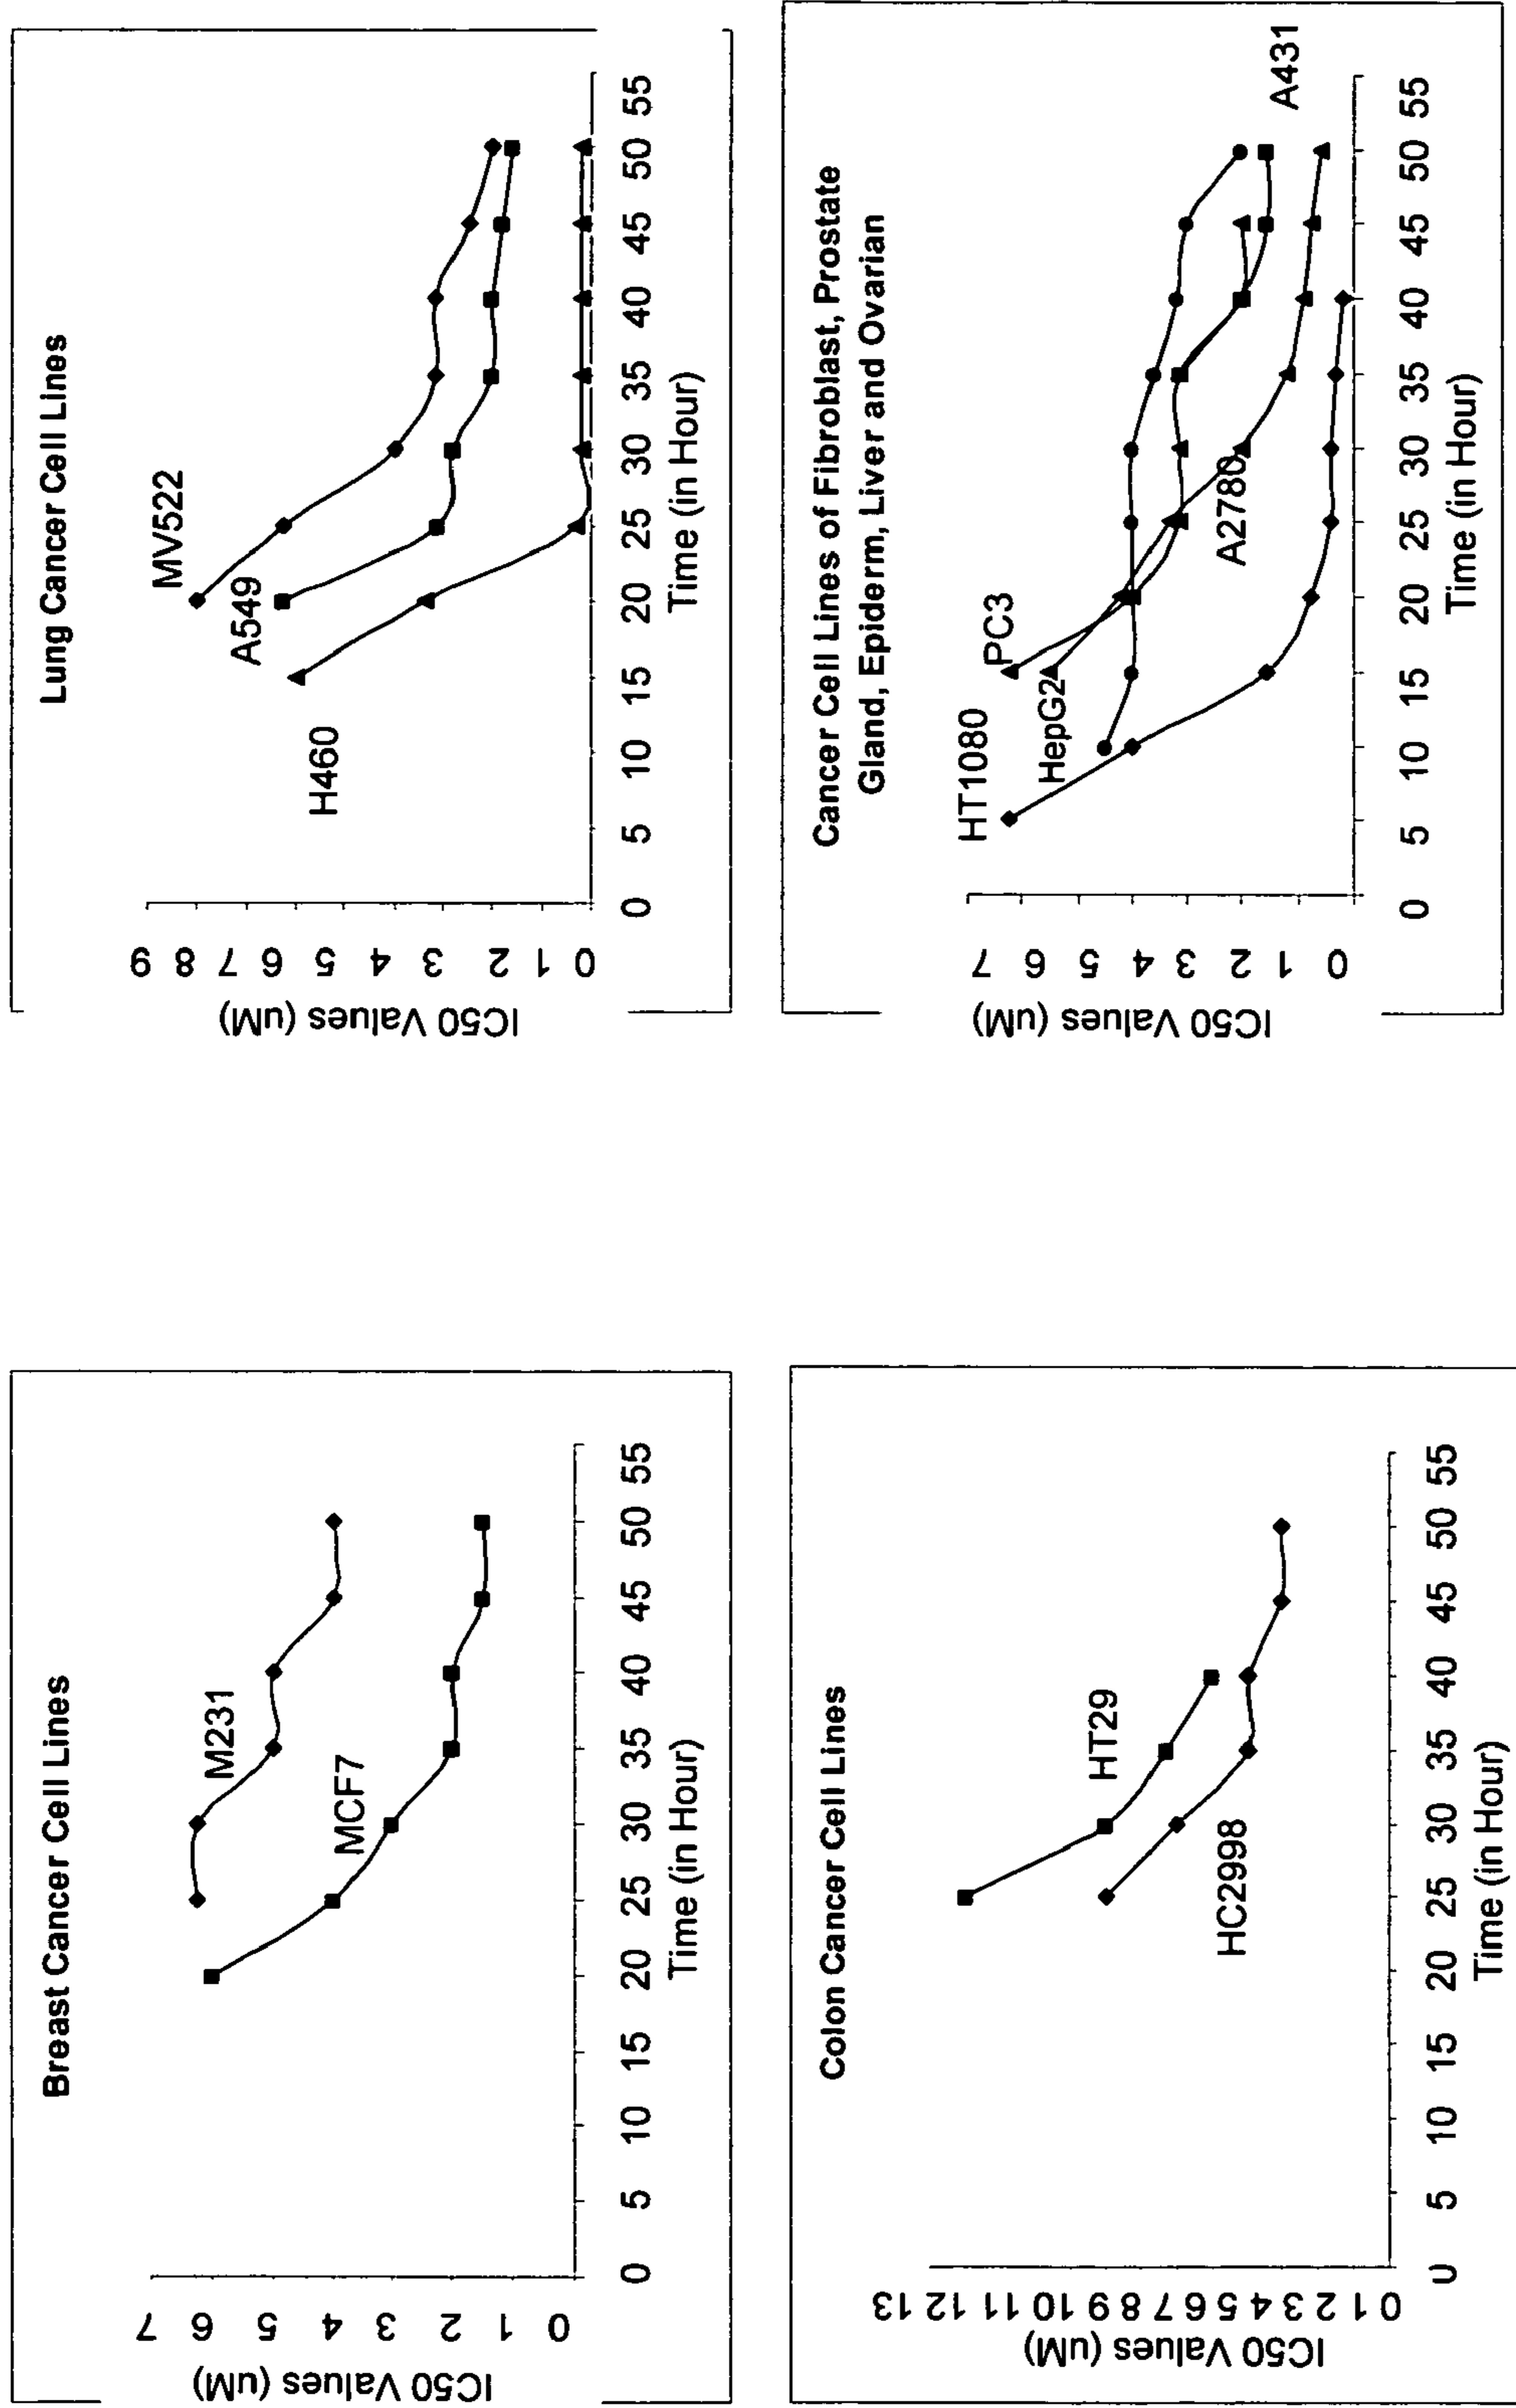 Breast Cancer Cell Lines
IC50 Values (uM)
7
6
5
4
3
2
1
0
M231
MCF7
0 5 10 15 20 25 30 35 40 45 50 55
Time (in Hour)
Lung Cancer Cell Lines
IC50 Values (uM)
9
8
7
6
5
4
3
2
1
0
MV522
A549
H460
0 5 10 15 20 25 30 35 40 45 50 55
Time (in Hour)
Colon Cancer Cell Lines
IC50 Values (uM)
13
12
11
10
9
8
7
6
5
4
3
2
1
0
HT29
HC2998
0 5 10 15 20 25 30 35 40 45 50 55
Time (in Hour)
Cancer Cell Lines of Fibroblast, Prostate
Gland, Epiderm, Liver and Ovarian
IC50 Values (uM)
7
6
5
4
3
2
1
0
HT1080
PC3
HepG2
A2780
A431
0 5 10 15 20 25 30 35 40 45 50 55
Time (in Hour)